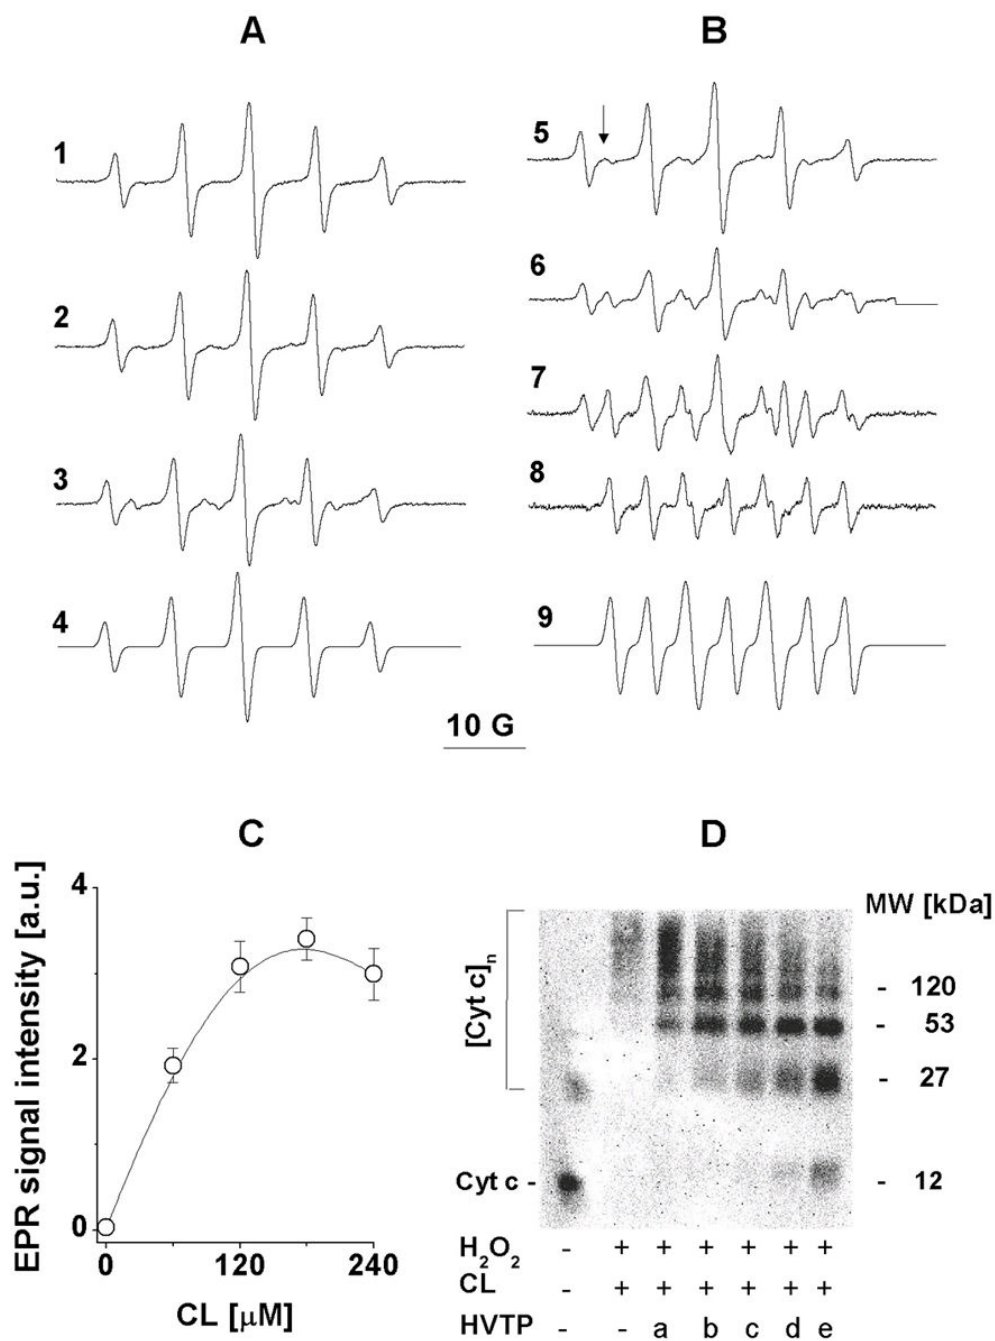 A B
1 5
2 6
3 7
4 8
9
10 G
C D
EPR signal intensity [a.u.]
4
2
0
0 120 240
CL [μM]
MW [kDa]
[Cyt c]n
- 120
- 53
- 27
Cyt c - - 12
H2O2 - + + + + + +
CL - + + + + + +
HVTP - - a b c d e